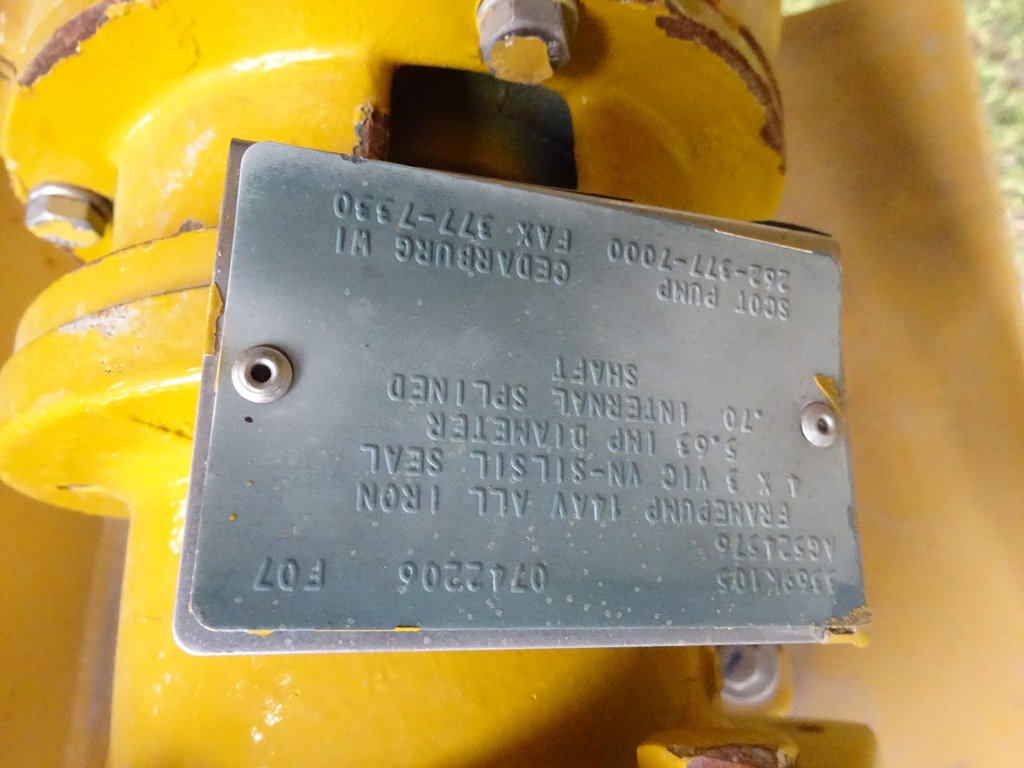 3369K105 0742206 F07
AG524576
FRAMEPUMP 14AV ALL IRON
4 X 3 VIC VN-SILSIL SEAL
5.63 IMP DIAMETER
.70 INTERNAL SPLINED
SHAFT
SCOT PUMP CEDARBURG WI
262-377-7000 FAX 377-7330